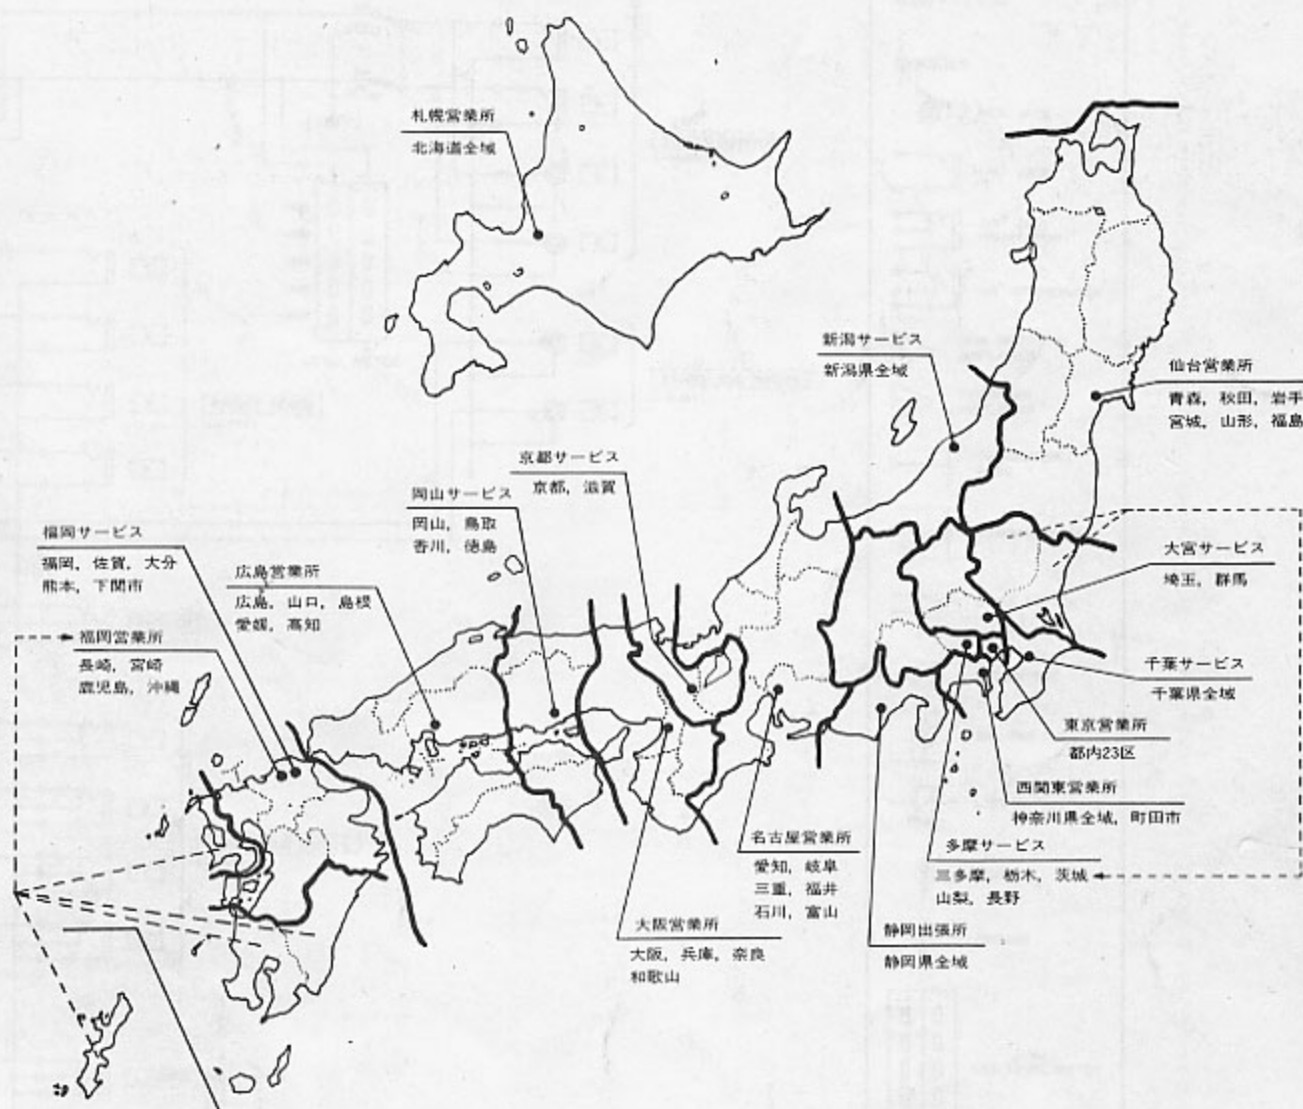 札幌営業所
北海道全域
新潟サービス
新潟県全域
仙台営業所
青森, 秋田, 岩手
宮城, 山形, 福島
京都サービス
京都, 滋賀
岡山サービス
岡山, 鳥取
香川, 徳島
福岡サービス
福岡, 佐賀, 大分
熊本, 下関市
広島営業所
広島, 山口, 島根
愛媛, 高知
福岡営業所
長崎, 宮崎
鹿児島, 沖縄
大宮サービス
埼玉, 群馬
千葉サービス
千葉県全域
東京営業所
都内23区
西関東営業所
神奈川県全域, 町田市
多摩サービス
三多摩, 栃木, 茨城
山梨, 長野
名古屋営業所
愛知, 岐阜
三重, 福井
石川, 富山
静岡出張所
静岡県全域
大阪営業所
大阪, 兵庫, 奈良
和歌山